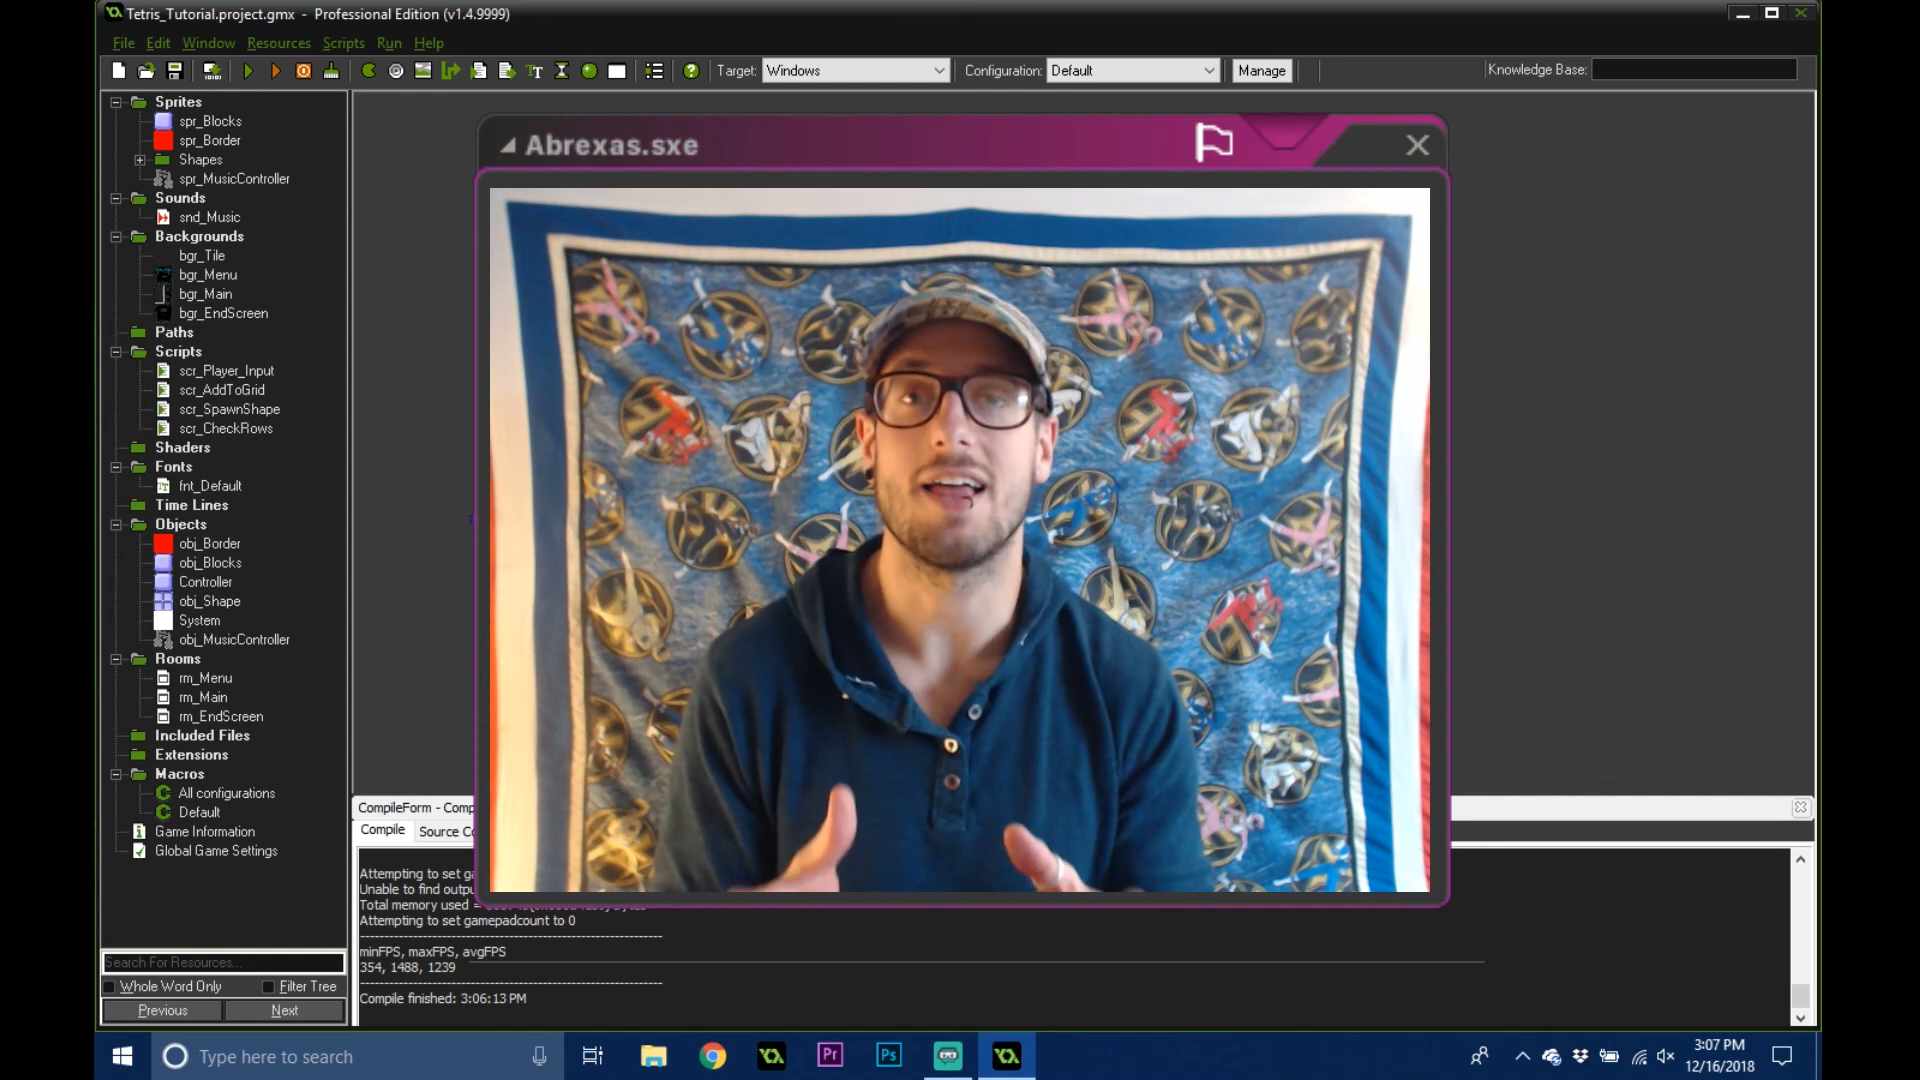 Tetris_Tutorial.project.gmx - Professional Edition (v1.4.9999)
File Edit Window Resources Scripts Run Help
Target: Windows Configuration: Default Manage Knowledge Base:
Sprites
spr_Blocks
spr_Border
Shapes
spr_MusicController
Sounds
snd_Music
Backgrounds
bgr_Tile
bgr_Menu
bgr_Main
bgr_EndScreen
Paths
Scripts
scr_Player_Input
scr_AddToGrid
scr_SpawnShape
scr_CheckRows
Shaders
Fonts
fnt_Default
Time Lines
Objects
obj_Border
obj_Blocks
Controller
obj_Shape
System
obj_MusicController
Rooms
rm_Menu
rm_Main
rm_EndScreen
Included Files
Extensions
Macros
All configurations
Default
Game Information
Global Game Settings
Search For Resources...
Whole Word Only Filter Tree
Previous Next
Abrexas.sxe
CompileForm - Comp
Compile Source Co
Attempting to set ga
Unable to find outpu
Total memory used =
Attempting to set gamepadcount to 0
minFPS, maxFPS, avgFPS
354, 1488, 1239
Compile finished: 3:06:13 PM
Type here to search
Pr
Ps
3:07 PM
12/16/2018